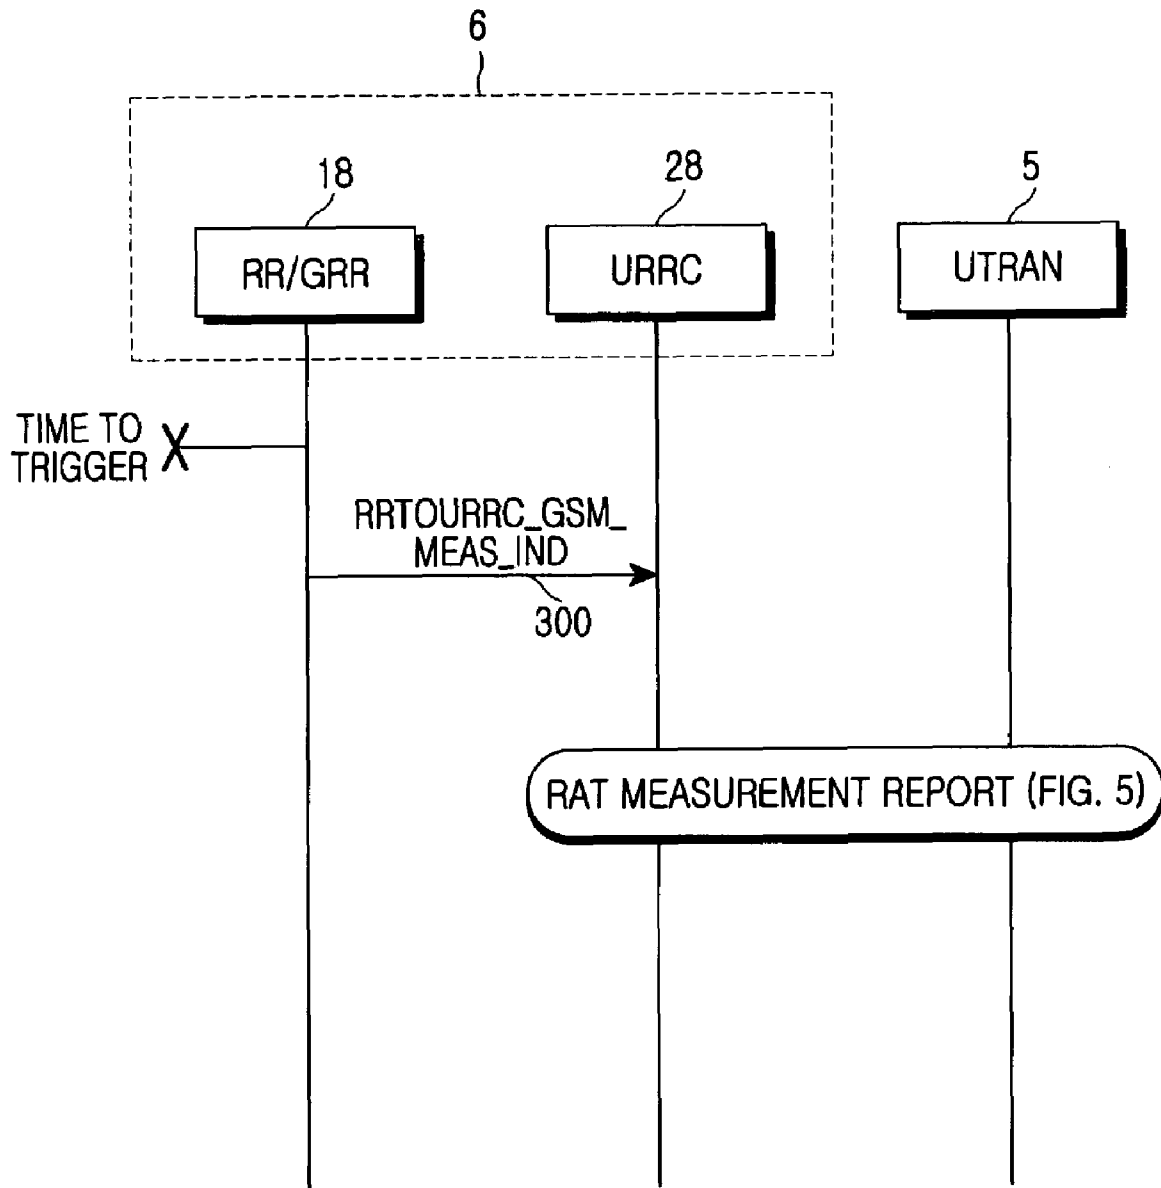 6
18
28
5
RR/GRR
URRC
UTRAN
TIME TO
TRIGGER
RRTOURRC_GSM_
MEAS_IND
300
RAT MEASUREMENT REPORT (FIG. 5)